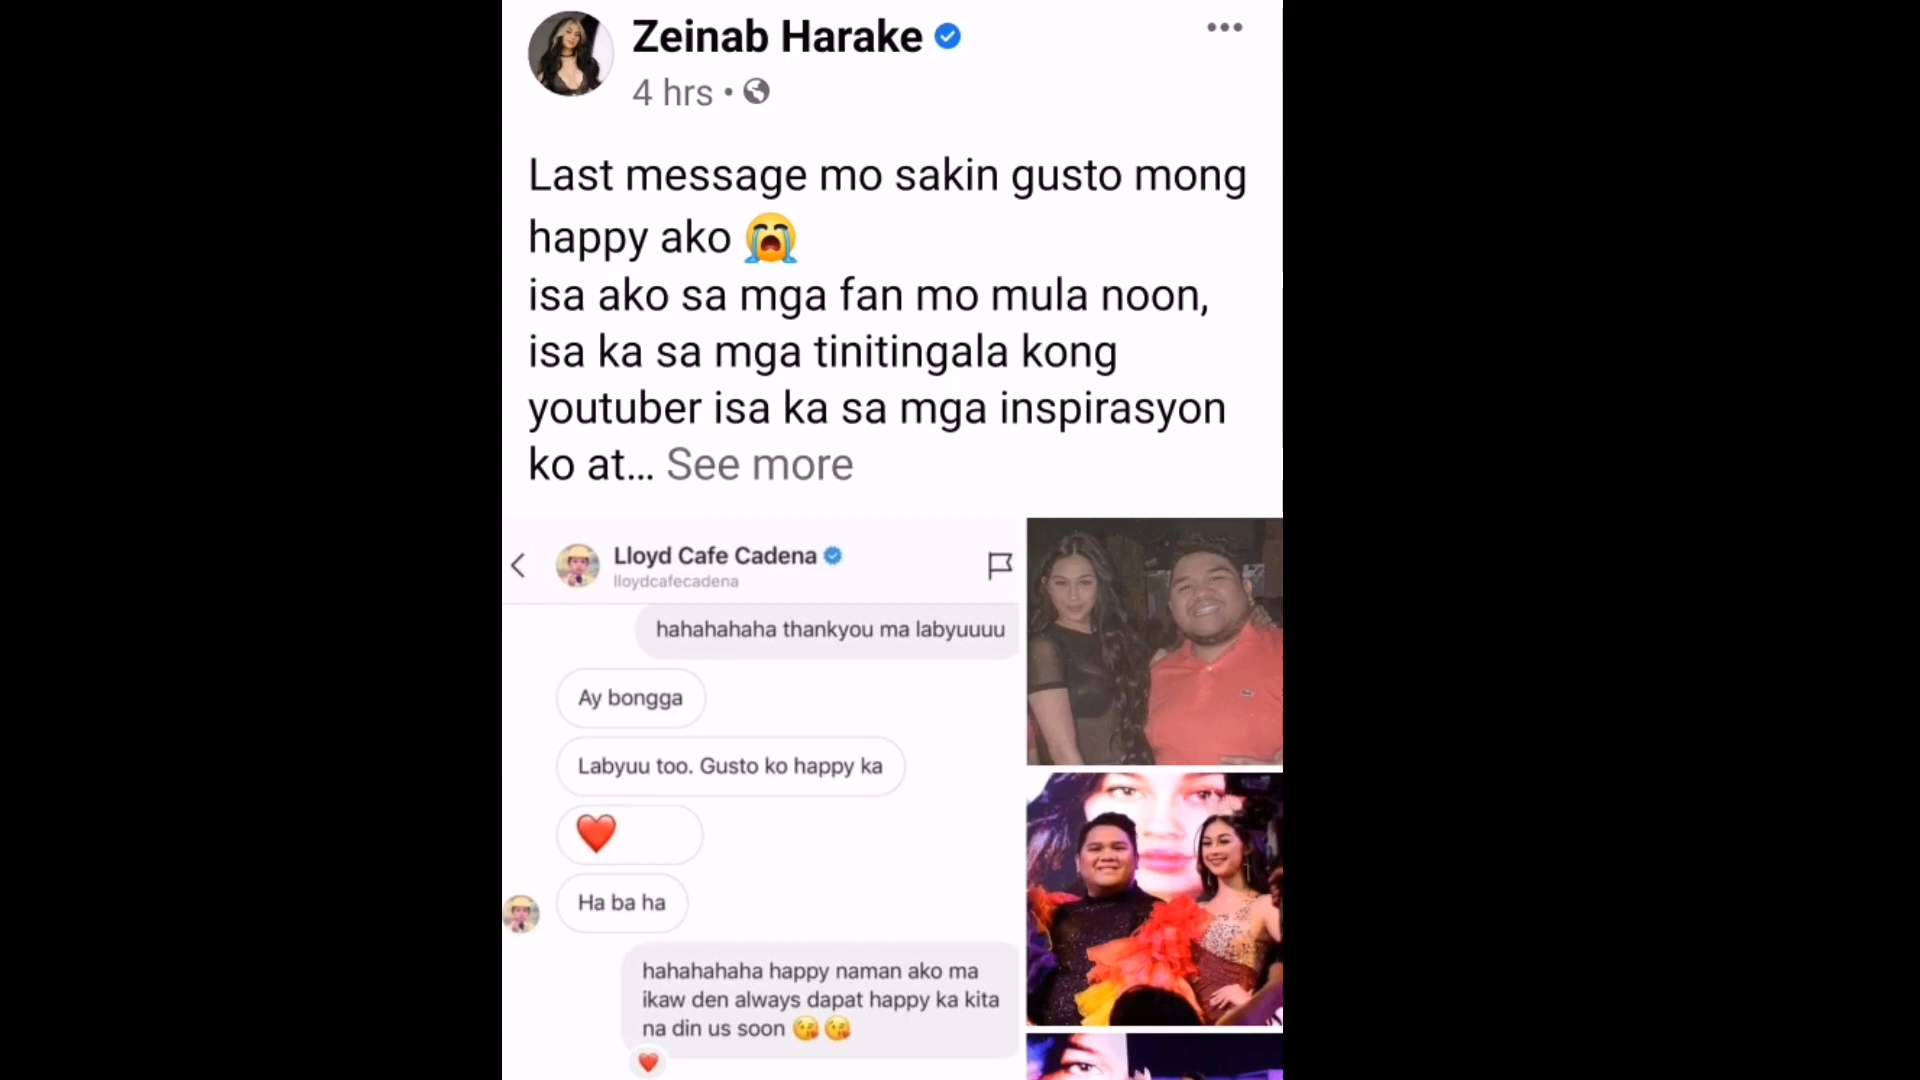 Zeinab Harake
4 hrs •
Last message mo sakin gusto mong
happy ako 😭
isa ako sa mga fan mo mula noon,
isa ka sa mga tinitingala kong
youtuber isa ka sa mga inspirasyon
ko at... See more
Lloyd Cafe Cadena
lloydcafecadena
hahahahaha thankyou ma labyuuuu
Ay bongga
Labyuu too. Gusto ko happy ka
❤️
Ha ba ha
hahahahaha happy naman ako ma
ikaw den always dapat happy ka kita
na din us soon 😘😘
❤️